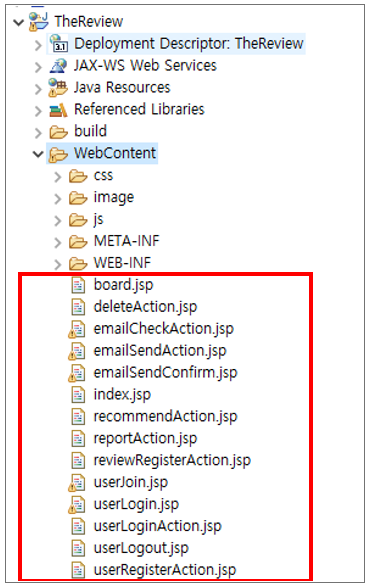 TheReview
3.1 Deployment Descriptor: TheReview
JAX-WS Web Services
Java Resources
Referenced Libraries
build
WebContent
css
image
js
META-INF
WEB-INF
board.jsp
deleteAction.jsp
emailCheckAction.jsp
emailSendAction.jsp
emailSendConfirm.jsp
index.jsp
recommendAction.jsp
reportAction.jsp
reviewRegisterAction.jsp
userJoin.jsp
userLogin.jsp
userLoginAction.jsp
userLogout.jsp
userRegisterAction.jsp